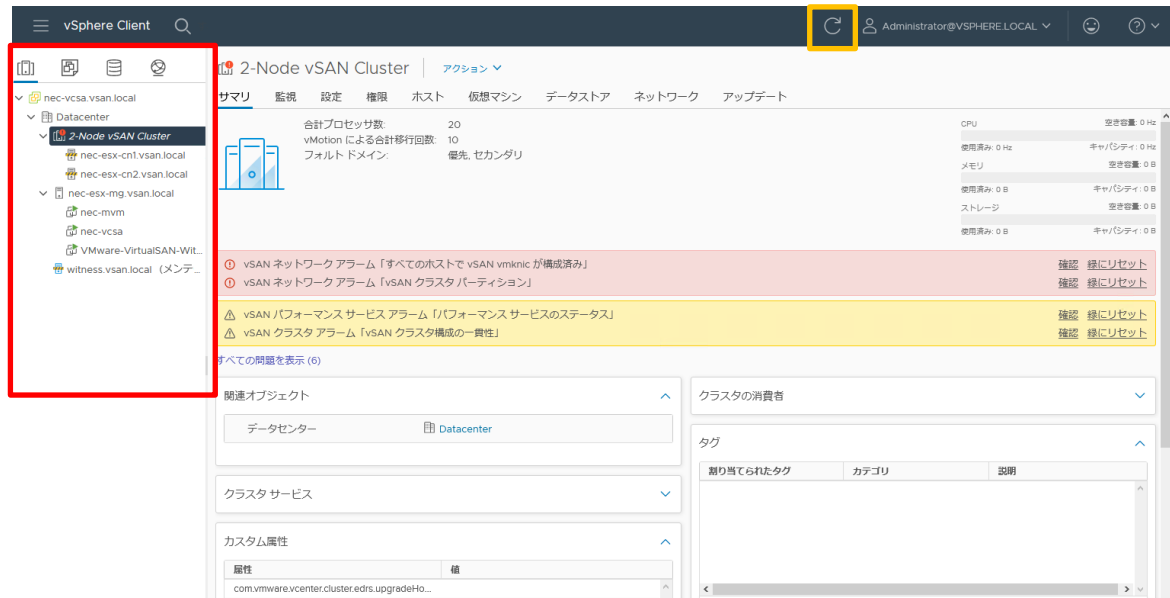 vSphere Client
Administrator@VSPHERE.LOCAL
nec-vcsa.vsan.local
Datacenter
2-Node vSAN Cluster
nec-esx-cn1.vsan.local
nec-esx-cn2.vsan.local
nec-esx-mg.vsan.local
nec-mvm
nec-vcsa
VMware-VirtualSAN-Wit...
witness.vsan.local（メンテ...
2-Node vSAN Cluster
アクション
サマリ 監視 設定 権限 ホスト 仮想マシン データストア ネットワーク アップデート
合計プロセッサ数: 20
vMotion による合計移行回数: 10
フォルト ドメイン: 優先, セカンダリ
CPU 空き容量: 0 Hz
使用済み: 0 Hz キャパシティ: 0 Hz
メモリ 空き容量: 0 B
使用済み: 0 B キャパシティ: 0 B
ストレージ 空き容量: 0 B
使用済み: 0 B キャパシティ: 0 B
vSAN ネットワーク アラーム「すべてのホストで vSAN vmknic が構成済み」 確認 緑にリセット
vSAN ネットワーク アラーム「vSAN クラスタ パーティション」 確認 緑にリセット
vSAN パフォーマンス サービス アラーム「パフォーマンス サービスのステータス」 確認 緑にリセット
vSAN クラスタ アラーム「vSAN クラスタ構成の一貫性」 確認 緑にリセット
すべての問題を表示 (6)
関連オブジェクト
データセンター Datacenter
クラスタ サービス
カスタム属性
属性 値
com.vmware.vcenter.cluster.edrs.upgradeHo...
クラスタの消費者
タグ
割り当てられたタグ カテゴリ 説明